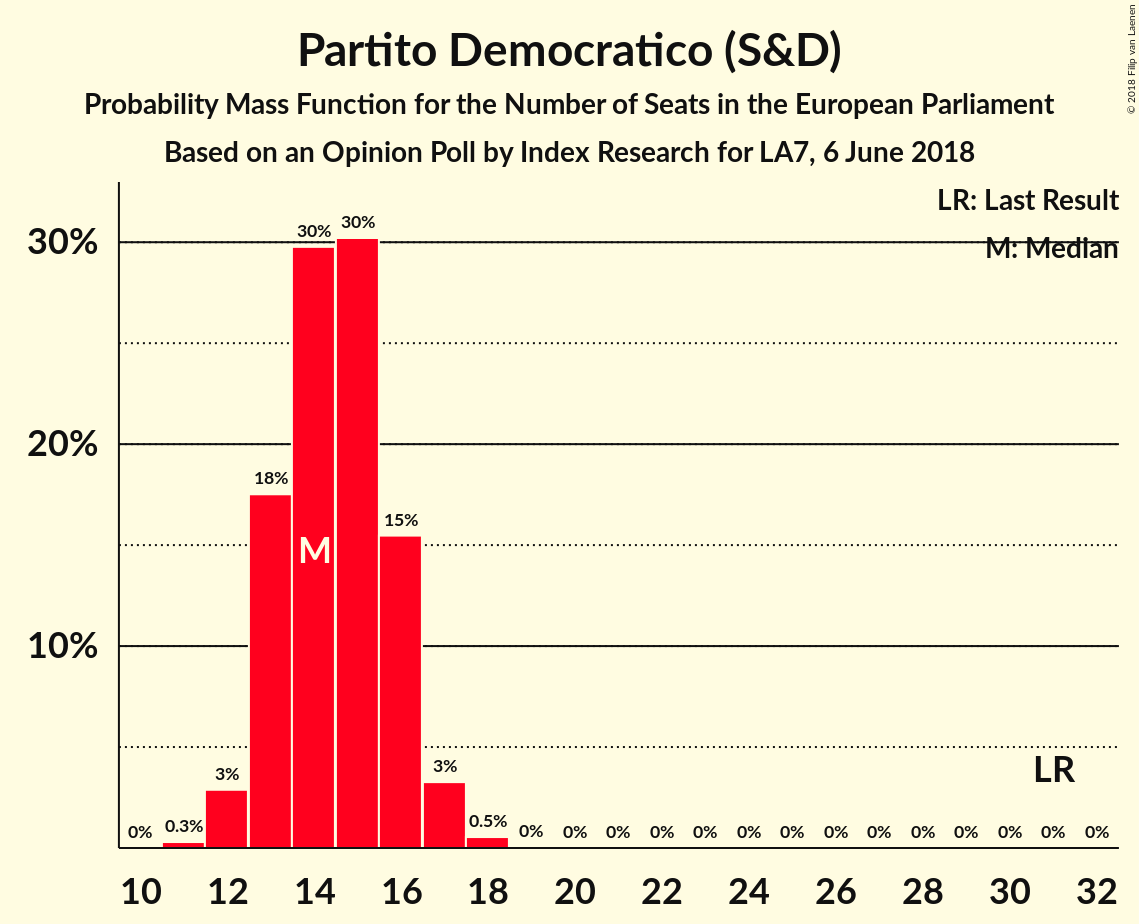 Partito Democratico (S&D)
Probability Mass Function for the Number of Seats in the European Parliament
Based on an Opinion Poll by Index Research for LA7, 6 June 2018
© 2018 Filip van Laenen
LR: Last Result
M: Median
30%
20%
10%
0% 0.3% 3% 18% 30% 30% 15% 3% 0.5% 0% 0% 0% 0% 0% 0% 0% 0% 0% 0% 0% 0% 0% 0%
M
LR
10 12 14 16 18 20 22 24 26 28 30 32